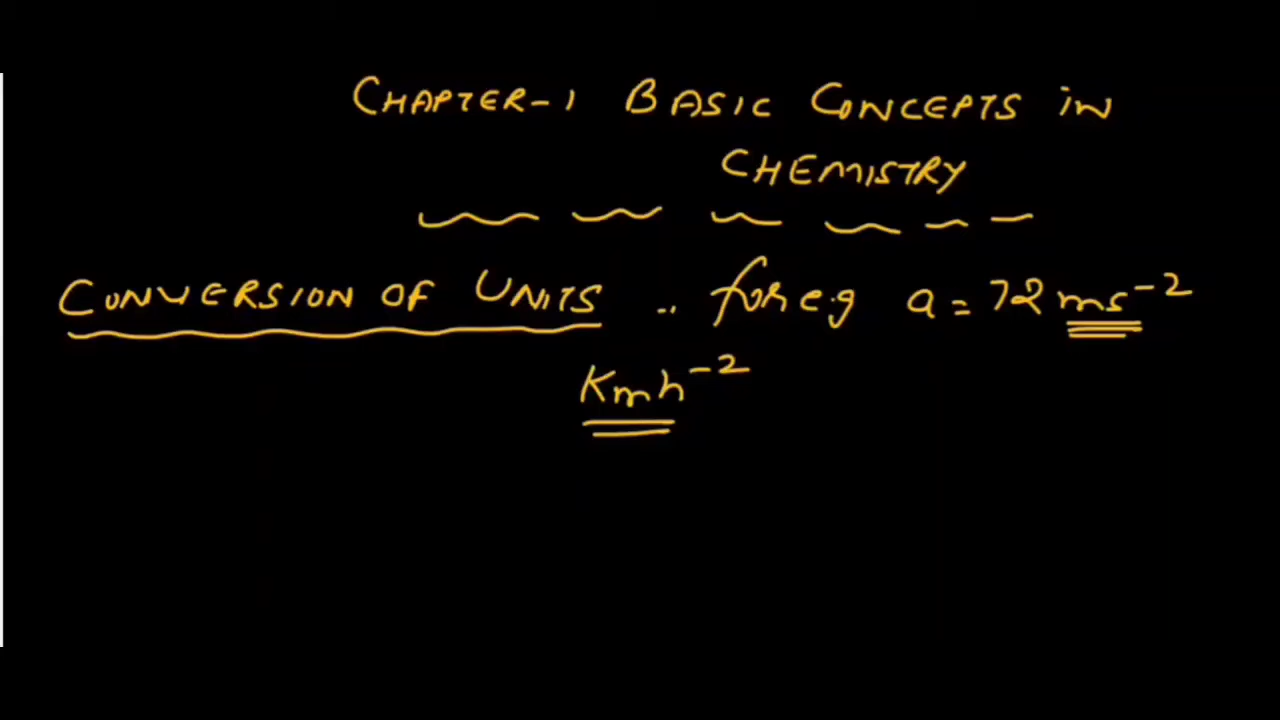 CHAPTER-1 BASIC CONCEPTS IN
CHEMISTRY
CONVERSION OF UNITS .. for e.g a = 72 ms⁻²
Kmh⁻²